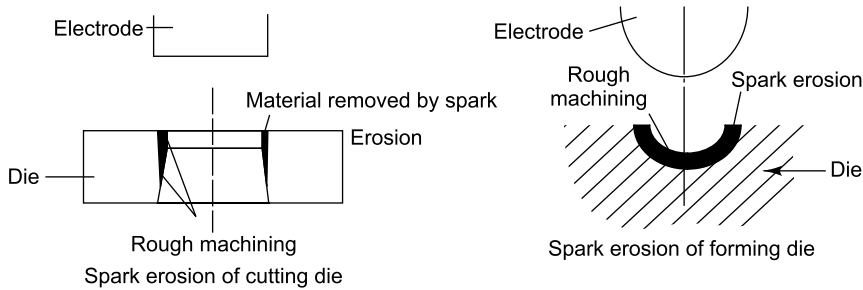 Electrode
Material removed by spark
Erosion
Die
Rough machining
Spark erosion of cutting die
Electrode
Rough
machining
Spark erosion
Die
Spark erosion of forming die